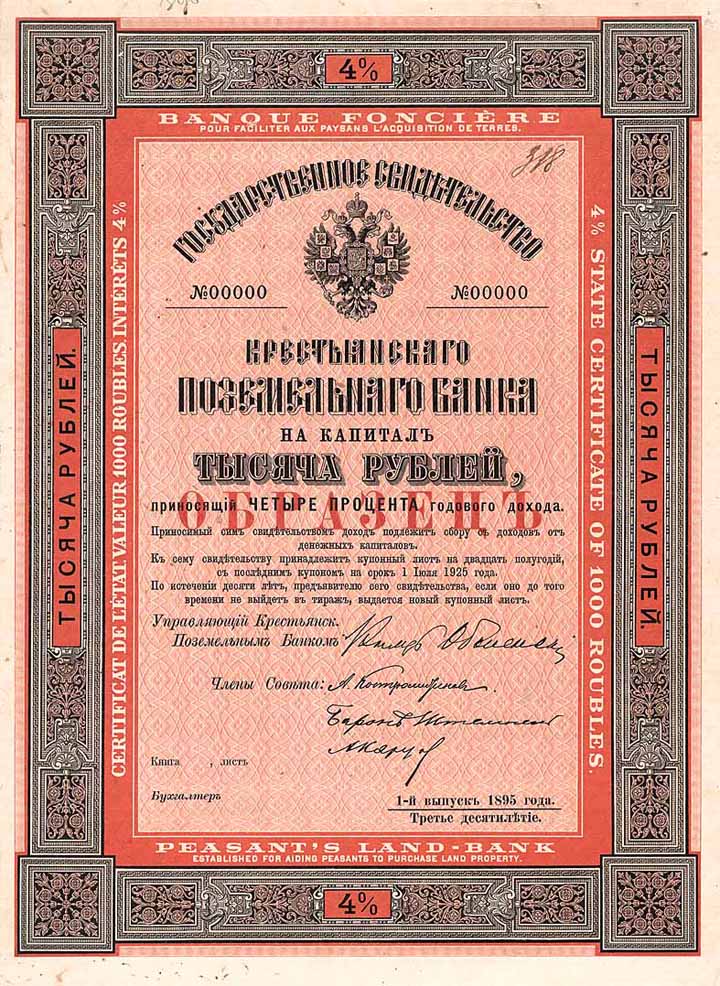 4%
BANQUE FONCIÈRE
POUR FACILITER AUX PAYSANS L'ACQUISITION DE TERRES.
318
ГОСУДАРСТВЕННОЕ СВИДѢТЕЛЬСТВО
№00000 №00000
КРЕСТЬЯНСКАГО
ПОЗЕМЕЛЬНАГО БАНКА
НА КАПИТАЛЪ
ТЫСЯЧА РУБЛЕЙ,
ОБРАЗЕЦЪ
приносящій ЧЕТЫРЕ ПРОЦЕНТА годового дохода.
Приносимый симъ свидѣтельствомъ доходъ подлежитъ сбору съ доходовъ отъ
денежныхъ капиталовъ.
Къ сему свидѣтельству принадлежитъ купонный листъ на двадцать полугодій,
съ послѣднимъ купономъ на срокъ 1 Іюля 1925 года.
По истеченіи десяти лѣтъ, предъявителю сего свидѣтельства, если оно до того
времени не выйдетъ въ тиражъ, выдается новый купонный листъ.
Управляющій Крестьянск.
Поземельнымъ Банкомъ
Члены Совѣта: А. Костромитиновъ
Баронъ
Книга , листъ
Бухгалтеръ
1-й выпускъ 1895 года.
Третье десятилѣтіе.
PEASANT'S LAND-BANK
ESTABLISHED FOR AIDING PEASANTS TO PURCHASE LAND PROPERTY.
4%
ТЫСЯЧА РУБЛЕЙ.
CERTIFICAT DE L'ÉTAT VALEUR 1000 ROUBLES, INTÉRÊTS 4%
4% STATE CERTIFICATE OF 1000 ROUBLES.
ТЫСЯЧА РУБЛЕЙ.